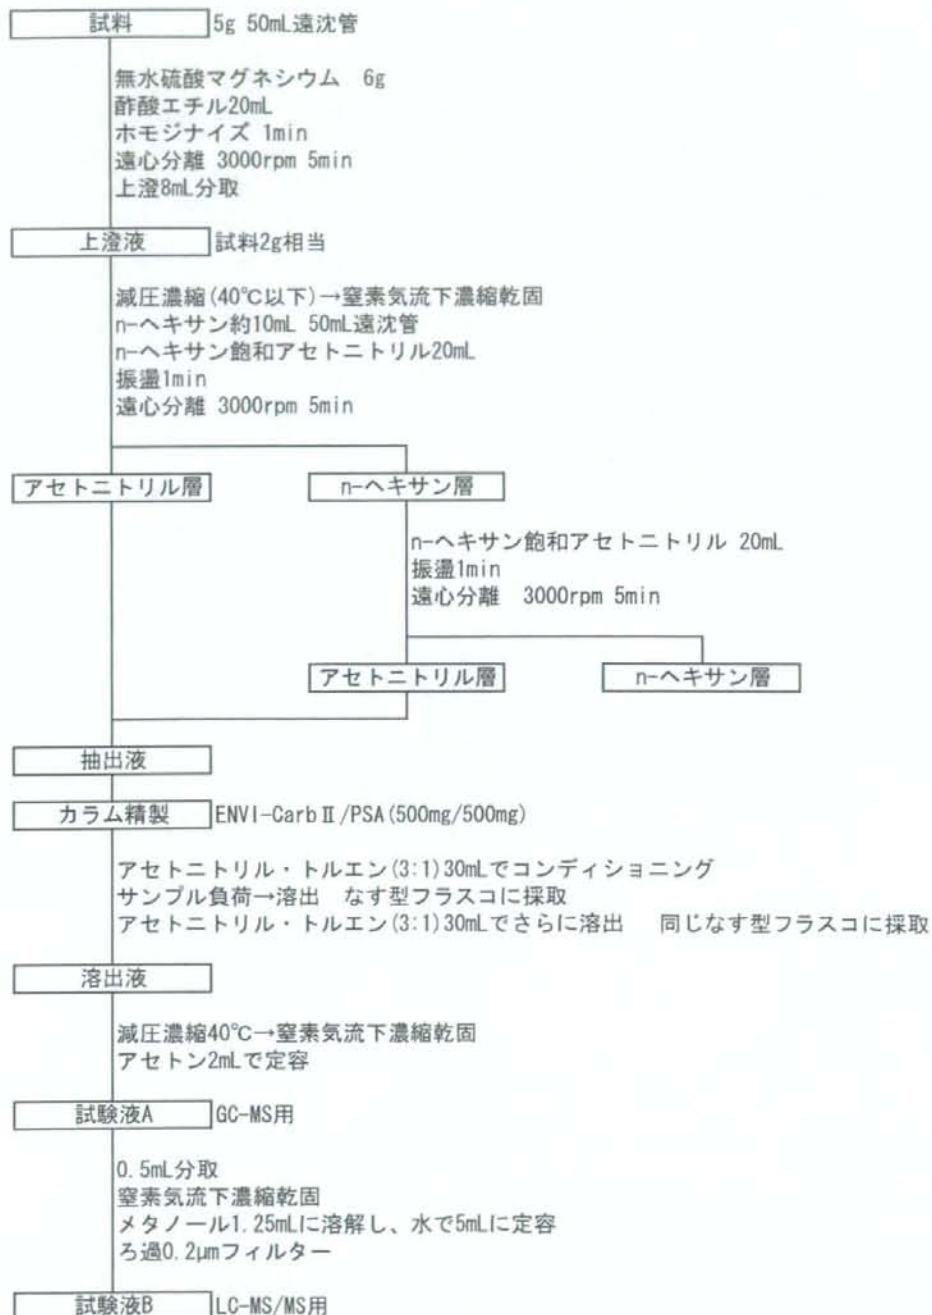 試料 5g 50mL遠沈管
無水硫酸マグネシウム 6g
酢酸エチル20mL
ホモジナイズ 1min
遠心分離 3000rpm 5min
上澄8mL分取
上澄液 試料2g相当
減圧濃縮(40℃以下)→窒素気流下濃縮乾固
n-ヘキサン約10mL 50mL遠沈管
n-ヘキサン飽和アセトニトリル20mL
振盪1min
遠心分離 3000rpm 5min
アセトニトリル層 n-ヘキサン層
n-ヘキサン飽和アセトニトリル 20mL
振盪1min
遠心分離 3000rpm 5min
アセトニトリル層 n-ヘキサン層
抽出液
カラム精製 ENVI-CarbⅡ/PSA(500mg/500mg)
アセトニトリル・トルエン(3:1)30mLでコンディショニング
サンプル負荷→溶出 なす型フラスコに採取
アセトニトリル・トルエン(3:1)30mLでさらに溶出 同じなす型フラスコに採取
溶出液
減圧濃縮40℃→窒素気流下濃縮乾固
アセトン2mLで定容
試験液A GC-MS用
0.5mL分取
窒素気流下濃縮乾固
メタノール1.25mLに溶解し、水で5mLに定容
ろ過0.2μmフィルター
試験液B LC-MS/MS用